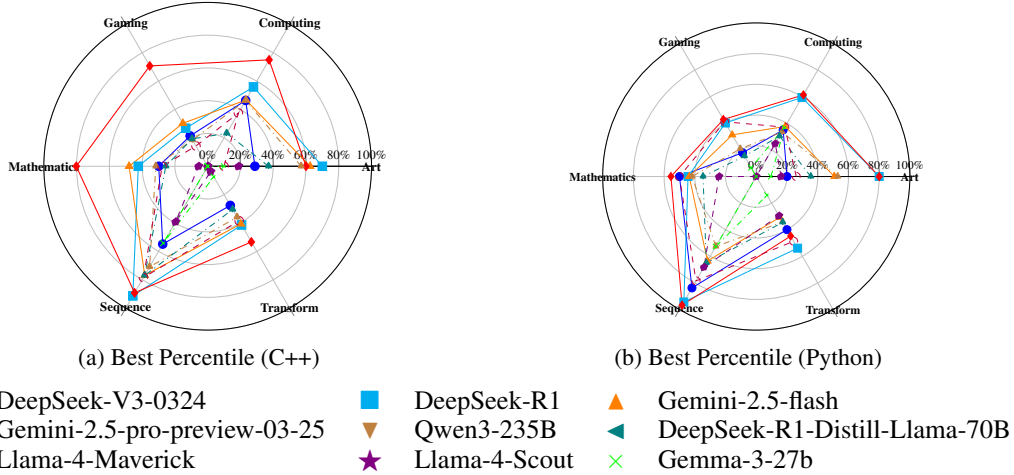 Gaming Computing
0% 20% 40% 60% 80% 100%
Mathematics Art
Sequence Transform
(a) Best Percentile (C++)
Gaming Computing
0% 20% 40% 60% 80% 100%
Mathematics Art
Sequence Transform
(b) Best Percentile (Python)
DeepSeek-V3-0324 DeepSeek-R1 Gemini-2.5-flash
Gemini-2.5-pro-preview-03-25 Qwen3-235B DeepSeek-R1-Distill-Llama-70B
Llama-4-Maverick Llama-4-Scout Gemma-3-27b